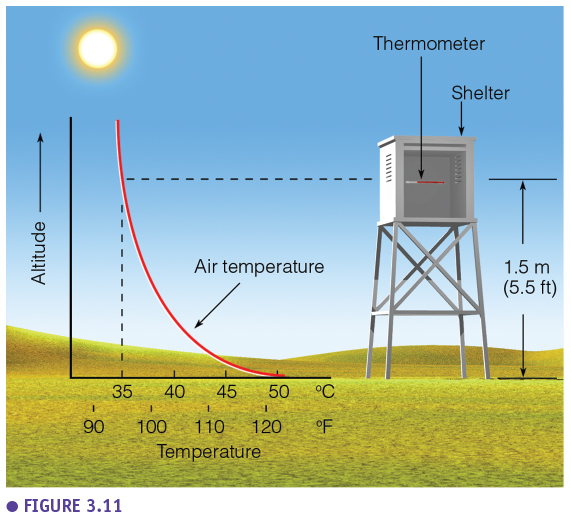 Thermometer
Shelter
Altitude
Air temperature
1.5 m
(5.5 ft)
35 40 45 50 °C
90 100 110 120 °F
Temperature
● FIGURE 3.11